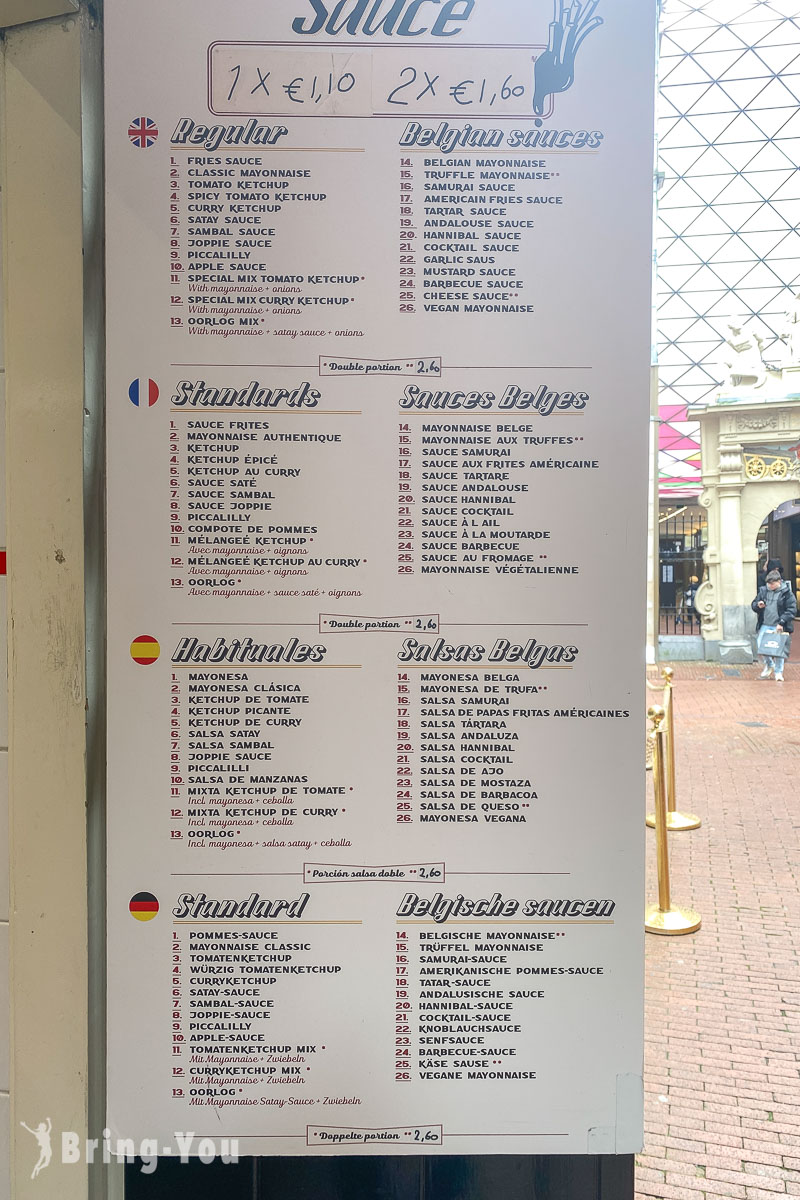 Sauce
1 X €1,10 2 X €1,60
Regular
1. FRIES SAUCE
2. CLASSIC MAYONNAISE
3. TOMATO KETCHUP
4. SPICY TOMATO KETCHUP
5. CURRY KETCHUP
6. SATAY SAUCE
7. SAMBAL SAUCE
8. JOPPIE SAUCE
9. PICCALILLY
10. APPLE SAUCE
11. SPECIAL MIX TOMATO KETCHUP*
With mayonnaise + onions
12. SPECIAL MIX CURRY KETCHUP*
With mayonnaise + onions
13. OORLOG MIX*
With mayonnaise + satay sauce + onions
Belgian sauces
14. BELGIAN MAYONNAISE
15. TRUFFLE MAYONNAISE**
16. SAMURAI SAUCE
17. AMERICAIN FRIES SAUCE
18. TARTAR SAUCE
19. ANDALOUSE SAUCE
20. HANNIBAL SAUCE
21. COCKTAIL SAUCE
22. GARLIC SAUS
23. MUSTARD SAUCE
24. BARBECUE SAUCE
25. CHEESE SAUCE**
26. VEGAN MAYONNAISE
* Double portion ** 2,60
Standards
1. SAUCE FRITES
2. MAYONNAISE AUTHENTIQUE
3. KETCHUP
4. KETCHUP ÉPICÉ
5. KETCHUP AU CURRY
6. SAUCE SATÉ
7. SAUCE SAMBAL
8. SAUCE JOPPIE
9. PICCALILLY
10. COMPOTE DE POMMES
11. MÉLANGEÉ KETCHUP *
Avec mayonnaise + oignons
12. MÉLANGEÉ KETCHUP AU CURRY *
Avec mayonnaise + oignons
13. OORLOG *
Avec mayonnaise + sauce saté + oignons
Sauces Belges
14. MAYONNAISE BELGE
15. MAYONNAISE AUX TRUFFES**
16. SAUCE SAMURAI
17. SAUCE AUX FRITES AMÉRICAINE
18. SAUCE TARTARE
19. SAUCE ANDALOUSE
20. SAUCE HANNIBAL
21. SAUCE COCKTAIL
22. SAUCE À L AIL
23. SAUCE À LA MOUTARDE
24. SAUCE BARBECUE
25. SAUCE AU FROMAGE **
26. MAYONNAISE VÉGÉTALIENNE
* Double portion ** 2,60
Habituales
1. MAYONESA
2. MAYONESA CLÁSICA
3. KETCHUP DE TOMATE
4. KETCHUP PICANTE
5. KETCHUP DE CURRY
6. SALSA SATAY
7. SALSA SAMBAL
8. JOPPIE SAUCE
9. PICCALILLI
10. SALSA DE MANZANAS
11. MIXTA KETCHUP DE TOMATE *
Incl. mayonesa + cebolla
12. MIXTA KETCHUP DE CURRY *
Incl. mayonesa + cebolla
13. OORLOG *
Incl. mayonesa + salsa satay + cebolla
Salsas Belgas
14. MAYONESA BELGA
15. MAYONESA DE TRUFA**
16. SALSA SAMURAI
17. SALSA DE PAPAS FRITAS AMÉRICAINES
18. SALSA TÁRTARA
19. SALSA ANDALUZA
20. SALSA HANNIBAL
21. SALSA COCKTAIL
22. SALSA DE AJO
23. SALSA DE MOSTAZA
24. SALSA DE BARBACOA
25. SALSA DE QUESO **
26. MAYONESA VEGANA
* Porción salsa doble ** 2,60
Standard
1. POMMES-SAUCE
2. MAYONNAISE CLASSIC
3. TOMATENKETCHUP
4. WÜRZIG TOMATENKETCHUP
5. CURRYKETCHUP
6. SATAY-SAUCE
7. SAMBAL-SAUCE
8. JOPPIE-SAUCE
9. PICCALILLY
10. APPLE-SAUCE
11. TOMATENKETCHUP MIX *
Mit Mayonnaise + Zwiebeln
12. CURRYKETCHUP MIX *
Mit Mayonnaise + Zwiebeln
13. OORLOG *
Mit Mayonnaise Satay-Sauce + Zwiebeln
Belgische saucen
14. BELGISCHE MAYONNAISE**
15. TRÜFFEL MAYONNAISE
16. SAMURAI-SAUCE
17. AMERIKANISCHE POMMES-SAUCE
18. TATAR-SAUCE
19. ANDALUSISCHE SAUCE
20. HANNIBAL-SAUCE
21. COCKTAIL-SAUCE
22. KNOBLAUCHSAUCE
23. SENFSAUCE
24. BARBECUE-SAUCE
25. KÄSE SAUSE **
26. VEGANE MAYONNAISE
* Doppelte portion ** 2,60
Bring-You